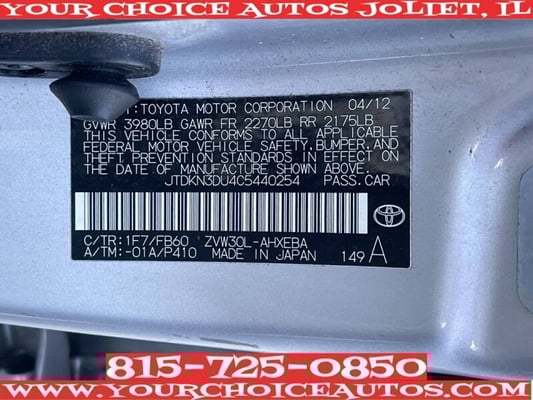 YOUR CHOICE AUTOS JOLIET, IL
T: TOYOTA MOTOR CORPORATION 04/12
GVWR 3980LB GAWR FR 2270LB RR 2175LB
THIS VEHICLE CONFORMS TO ALL APPLICABLE
FEDERAL MOTOR VEHICLE SAFETY, BUMPER, AND
THEFT PREVENTION STANDARDS IN EFFECT ON
THE DATE OF MANUFACTURE SHOWN ABOVE.
JTDKN3DU4C5440254 PASS. CAR
C/TR: 1F7/FB60 ZVW30L-AHXEBA
A/TM: -01A/P410 MADE IN JAPAN 149 A
815-725-0850
WWW.YOURCHOICEAUTOS.COM